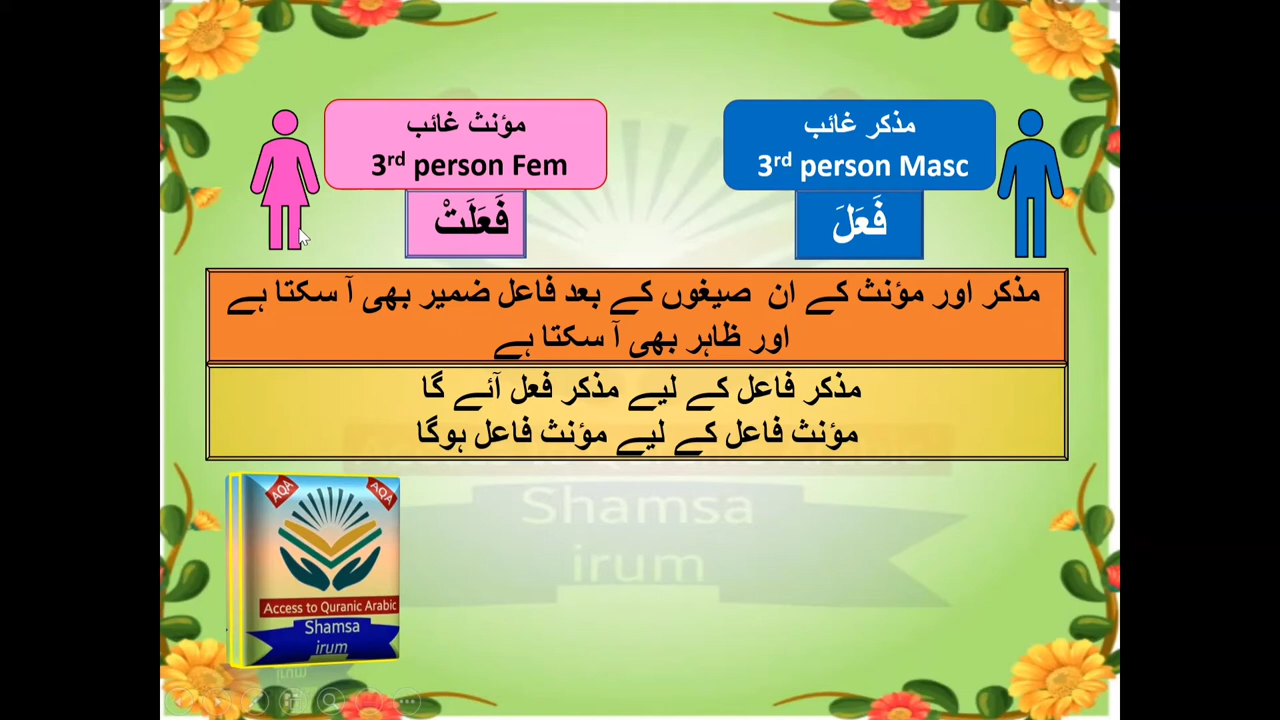 مذکر غائب
3rd person Masc
فَعَلَ
مؤنث غائب
3rd person Fem
فَعَلَتْ
مذکر اور مؤنث کے ان صیغوں کے بعد فاعل ضمیر بھی آ سکتا ہے
اور ظاہر بھی آ سکتا ہے
مذکر فاعل کے لیے مذکر فعل آئے گا
مؤنث فاعل کے لیے مؤنث فاعل ہوگا
Shamsa
irum
AQA
AQA
Access to Quranic Arabic
Shamsa
irum